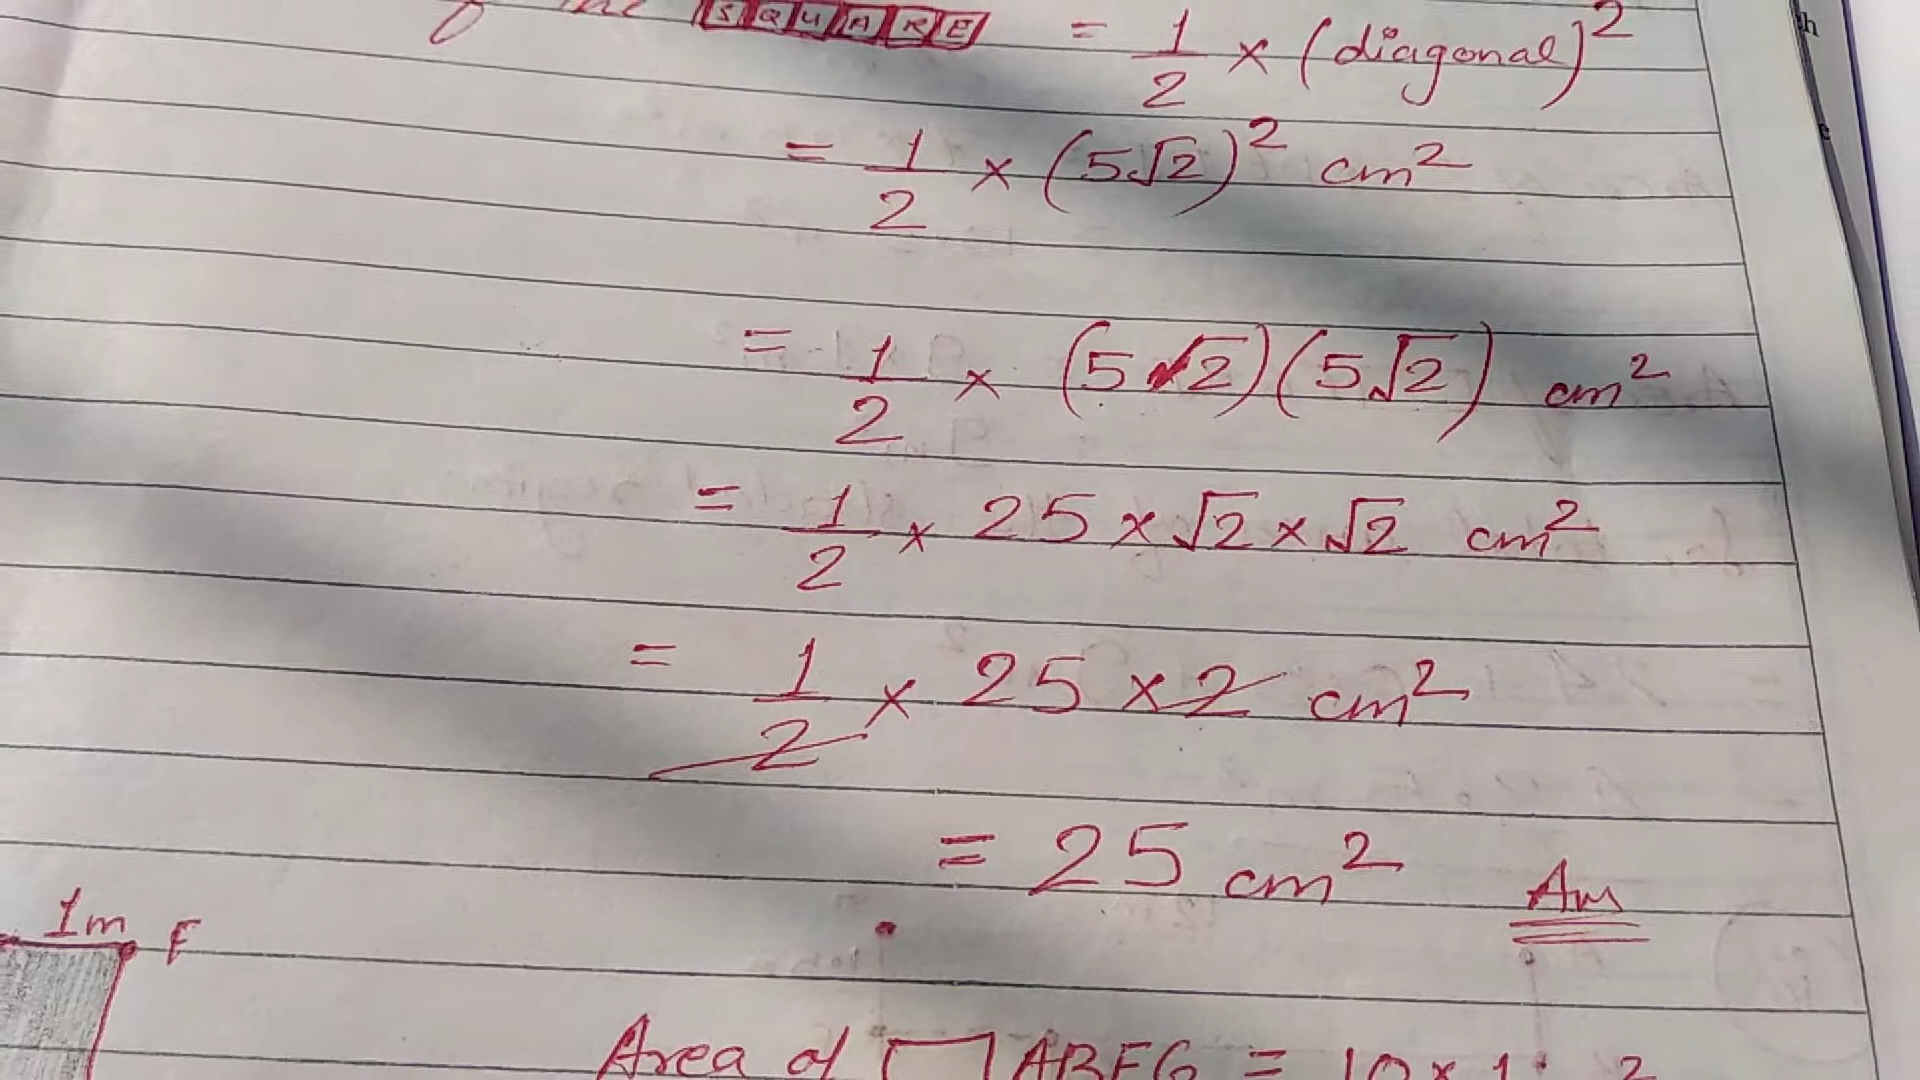 the SQUARE = 1/2 × (diagonal)²
= 1/2 × (5√2)² cm²
= 1/2 × (5√2)(5√2) cm²
= 1/2 × 25 × √2 × √2 cm²
= 1/2 × 25 × 2 cm²
= 25 cm² Ans
1m F
Area of □ ABFG = 10 × 1